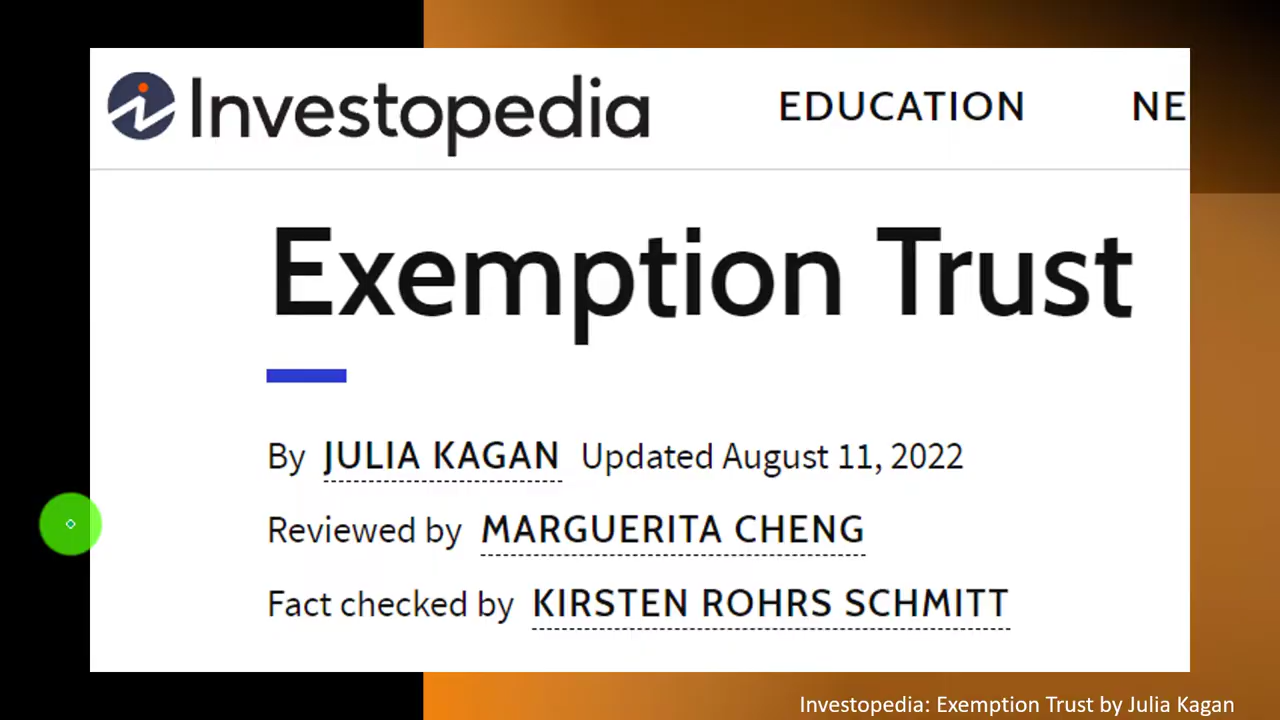 Investopedia
EDUCATION
NE
Exemption Trust
By JULIA KAGAN Updated August 11, 2022
Reviewed by MARGUERITA CHENG
Fact checked by KIRSTEN ROHRS SCHMITT
Investopedia: Exemption Trust by Julia Kagan